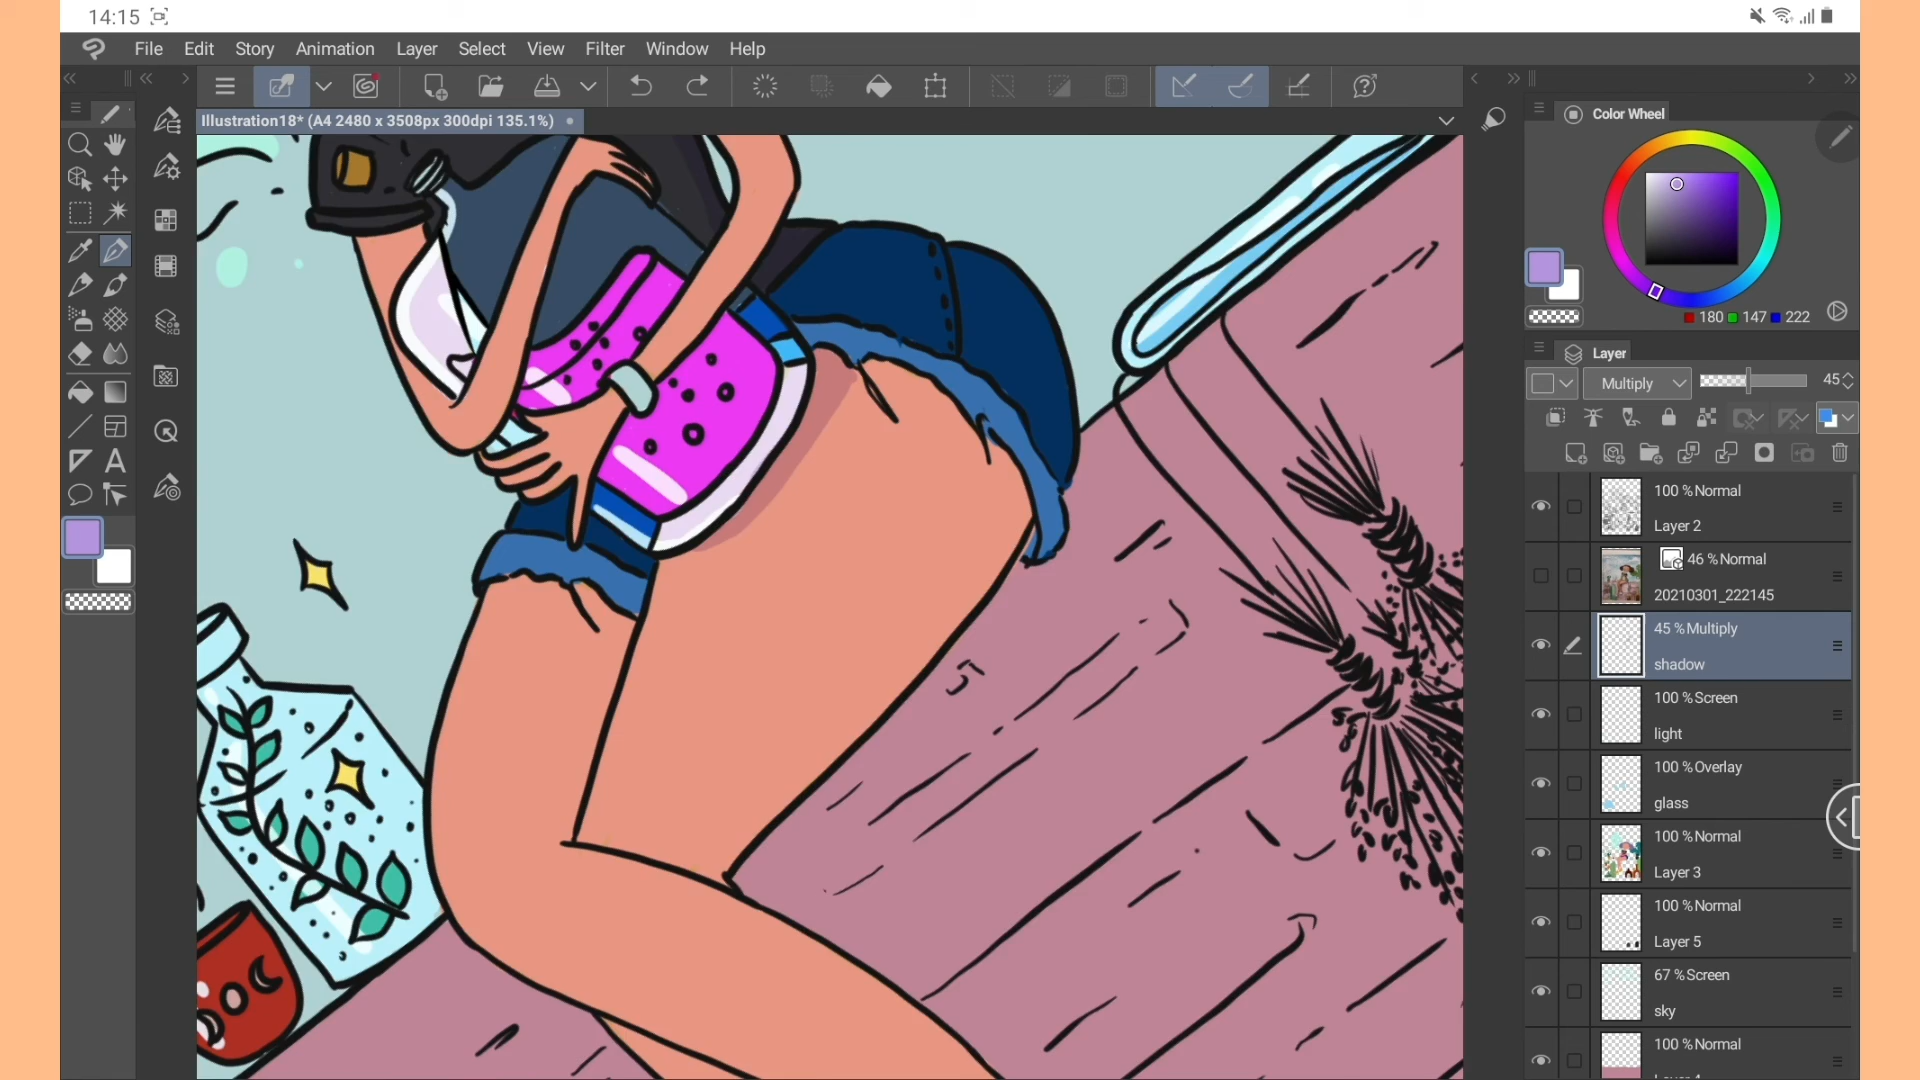 14:15
File Edit Story Animation Layer Select View Filter Window Help
Illustration18* (A4 2480 x 3508px 300dpi 135.1%)
Color Wheel
180 147 222
Layer
Multiply 45
100 %Normal
Layer 2
46 %Normal
20210301_222145
45 %Multiply
shadow
100 %Screen
light
100 %Overlay
glass
100 %Normal
Layer 3
100 %Normal
Layer 5
67 %Screen
sky
100 %Normal